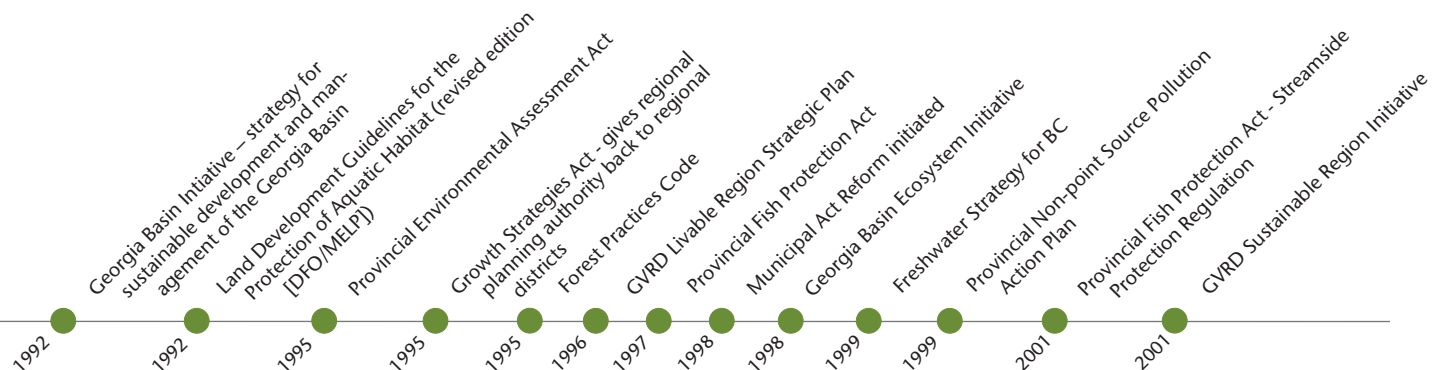 Georgia Basin Intiative – strategy for
sustainable development and man-
agement of the Georgia Basin
Land Development Guidelines for the
Protection of Aquatic Habitat (revised edition
[DFO/MELP])
Provincial Environmental Assessment Act
Growth Strategies Act - gives regional
planning authority back to regional
districts
Forest Practices Code
GVRD Livable Region Strategic Plan
Provincial Fish Protection Act
Municipal Act Reform initiated
Georgia Basin Ecosystem Initiative
Freshwater Strategy for BC
Provincial Non-point Source Pollution
Action Plan
Provincial Fish Protection Act - Streamside
Protection Regulation
GVRD Sustainable Region Initiative
1992
1992
1995
1995
1995
1996
1997
1998
1998
1999
1999
2001
2001